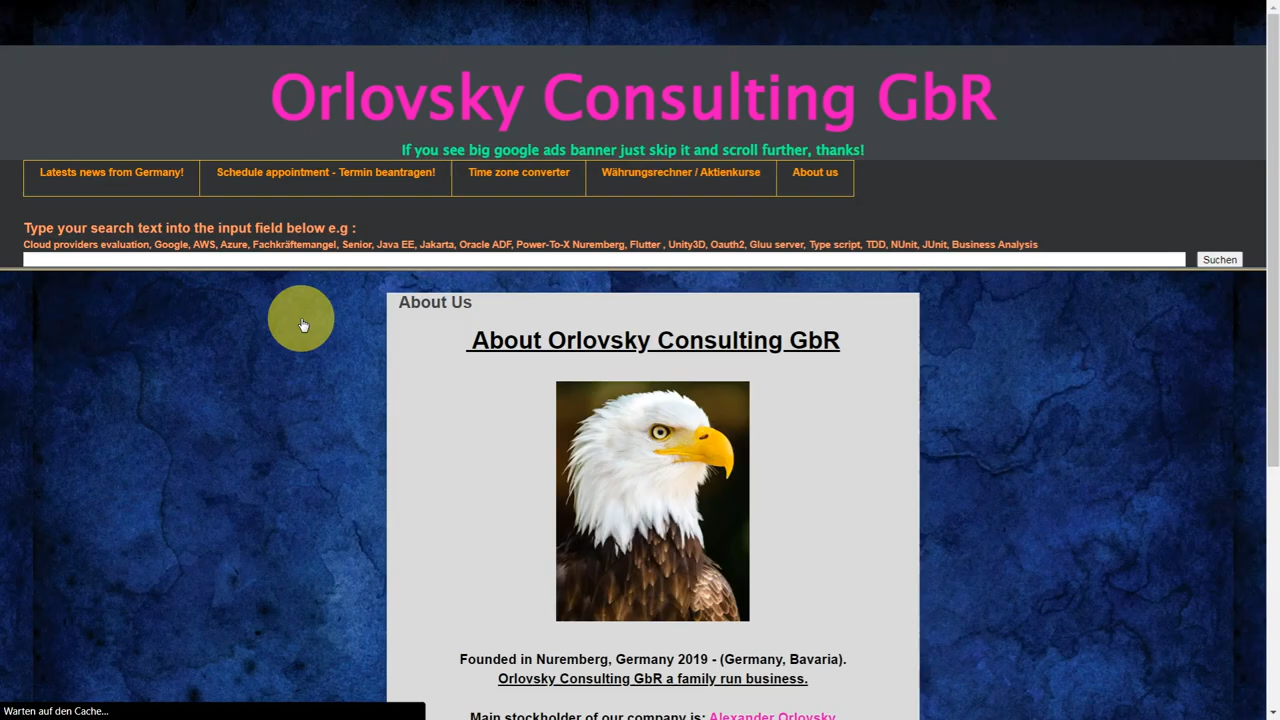 Orlovsky Consulting GbR
If you see big google ads banner just skip it and scroll further, thanks!
Latests news from Germany!
Schedule appointment - Termin beantragen!
Time zone converter
Währungsrechner / Aktienkurse
About us
Type your search text into the input field below e.g :
Cloud providers evaluation, Google, AWS, Azure, Fachkräftemangel, Senior, Java EE, Jakarta, Oracle ADF, Power-To-X Nuremberg, Flutter , Unity3D, Oauth2, Gluu server, Type script, TDD, NUnit, JUnit, Business Analysis
Suchen
About Us
About Orlovsky Consulting GbR
Founded in Nuremberg, Germany 2019 - (Germany, Bavaria).
Orlovsky Consulting GbR a family run business.
Main stockholder of our company is: Alexander Orlovsky
Warten auf den Cache...